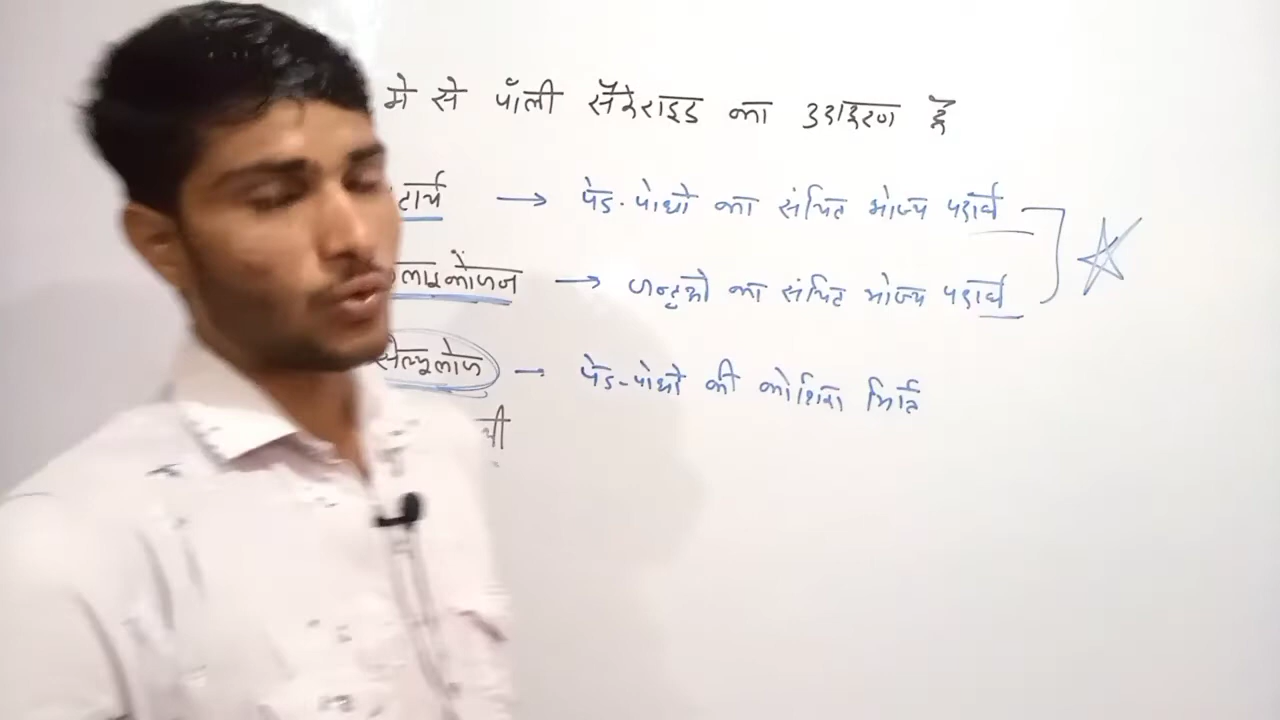 मे से पॉली सैकेराइड का उदाहरण है
टार्च → पेड-पोधो का संचित भोज्य पदार्थ
लाइकोजन → जन्टुओ का संचित भोज्य पदार्थ
सेल्यूलोज - पेड-पोधो की कोशिका भित्ति
भी